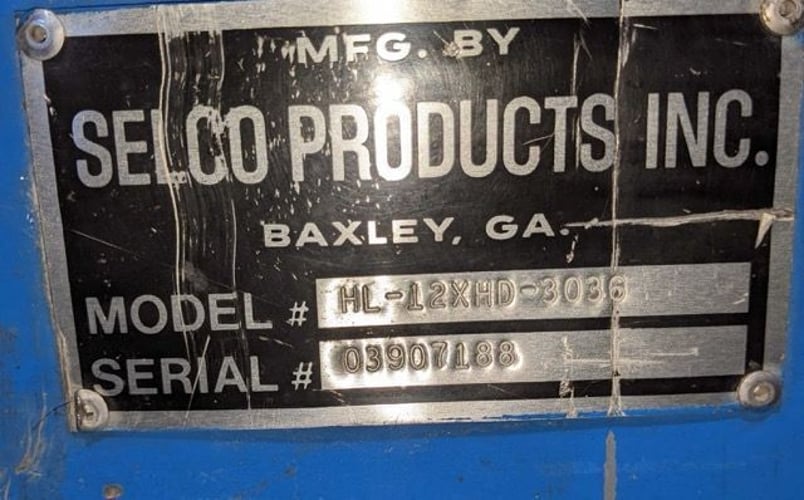 MFG. BY
SELCO PRODUCTS INC.
BAXLEY, GA.
MODEL # HL-12XHD-3036
SERIAL # 03907188